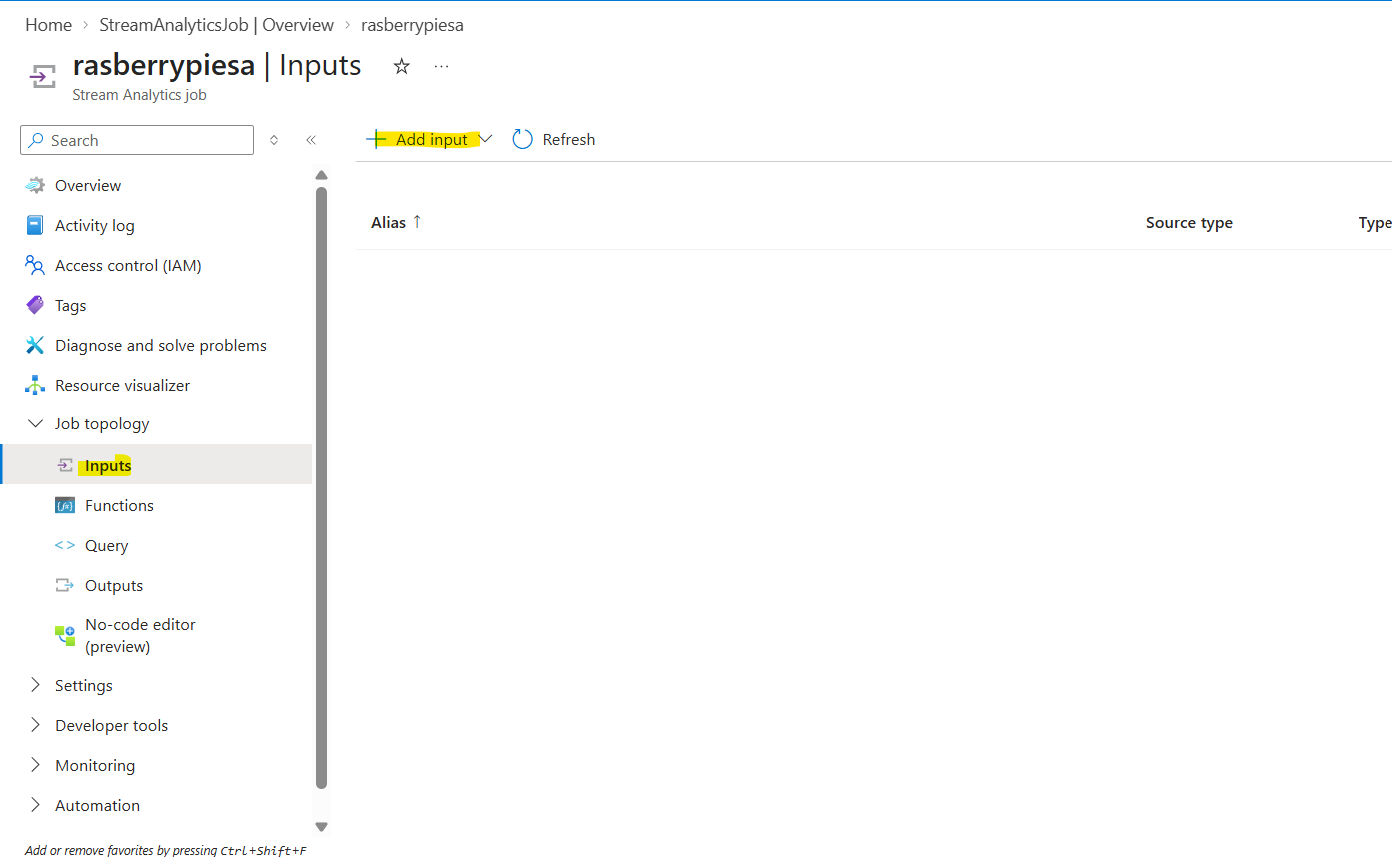 Home > StreamAnalyticsJob | Overview > rasberrypiesa
rasberrypiesa | Inputs
Stream Analytics job
Search
Add input
Refresh
Overview
Activity log
Access control (IAM)
Tags
Diagnose and solve problems
Resource visualizer
Job topology
Inputs
Functions
Query
Outputs
No-code editor
(preview)
Settings
Developer tools
Monitoring
Automation
Add or remove favorites by pressing Ctrl+Shift+F
Alias ↑
Source type
Type